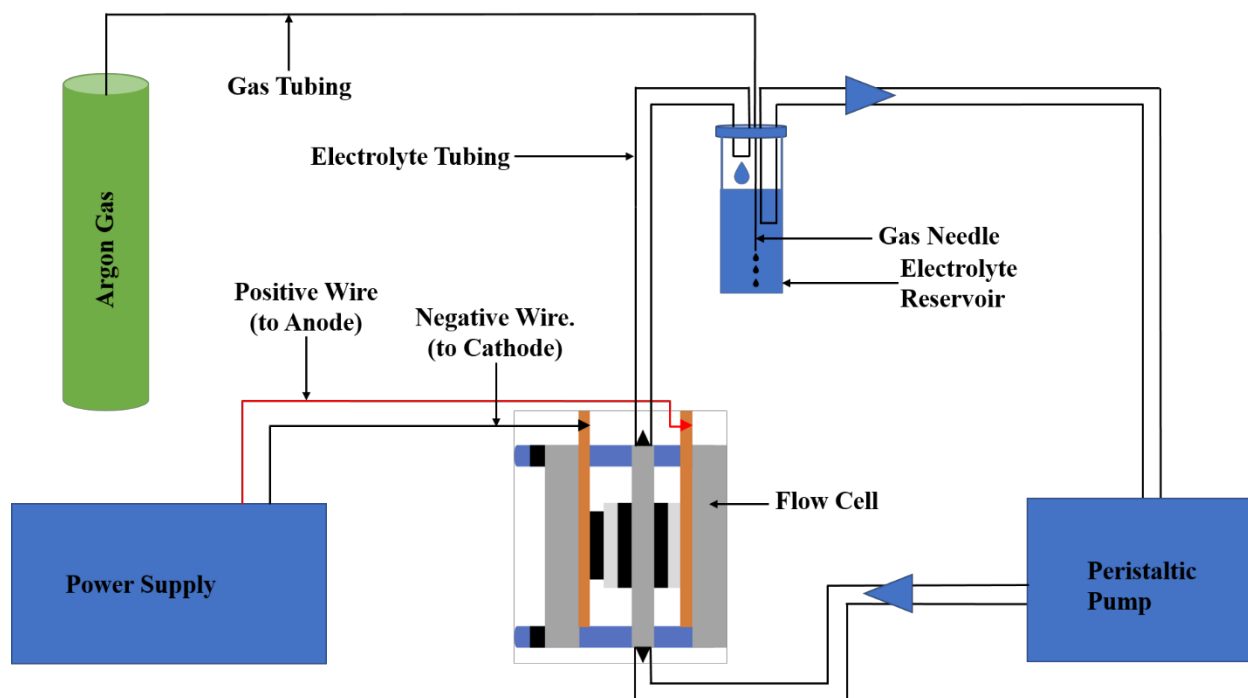 Gas Tubing
Argon Gas
Electrolyte Tubing
Gas Needle
Electrolyte
Reservoir
Positive Wire
(to Anode)
Negative Wire.
(to Cathode)
Flow Cell
Power Supply
Peristaltic
Pump